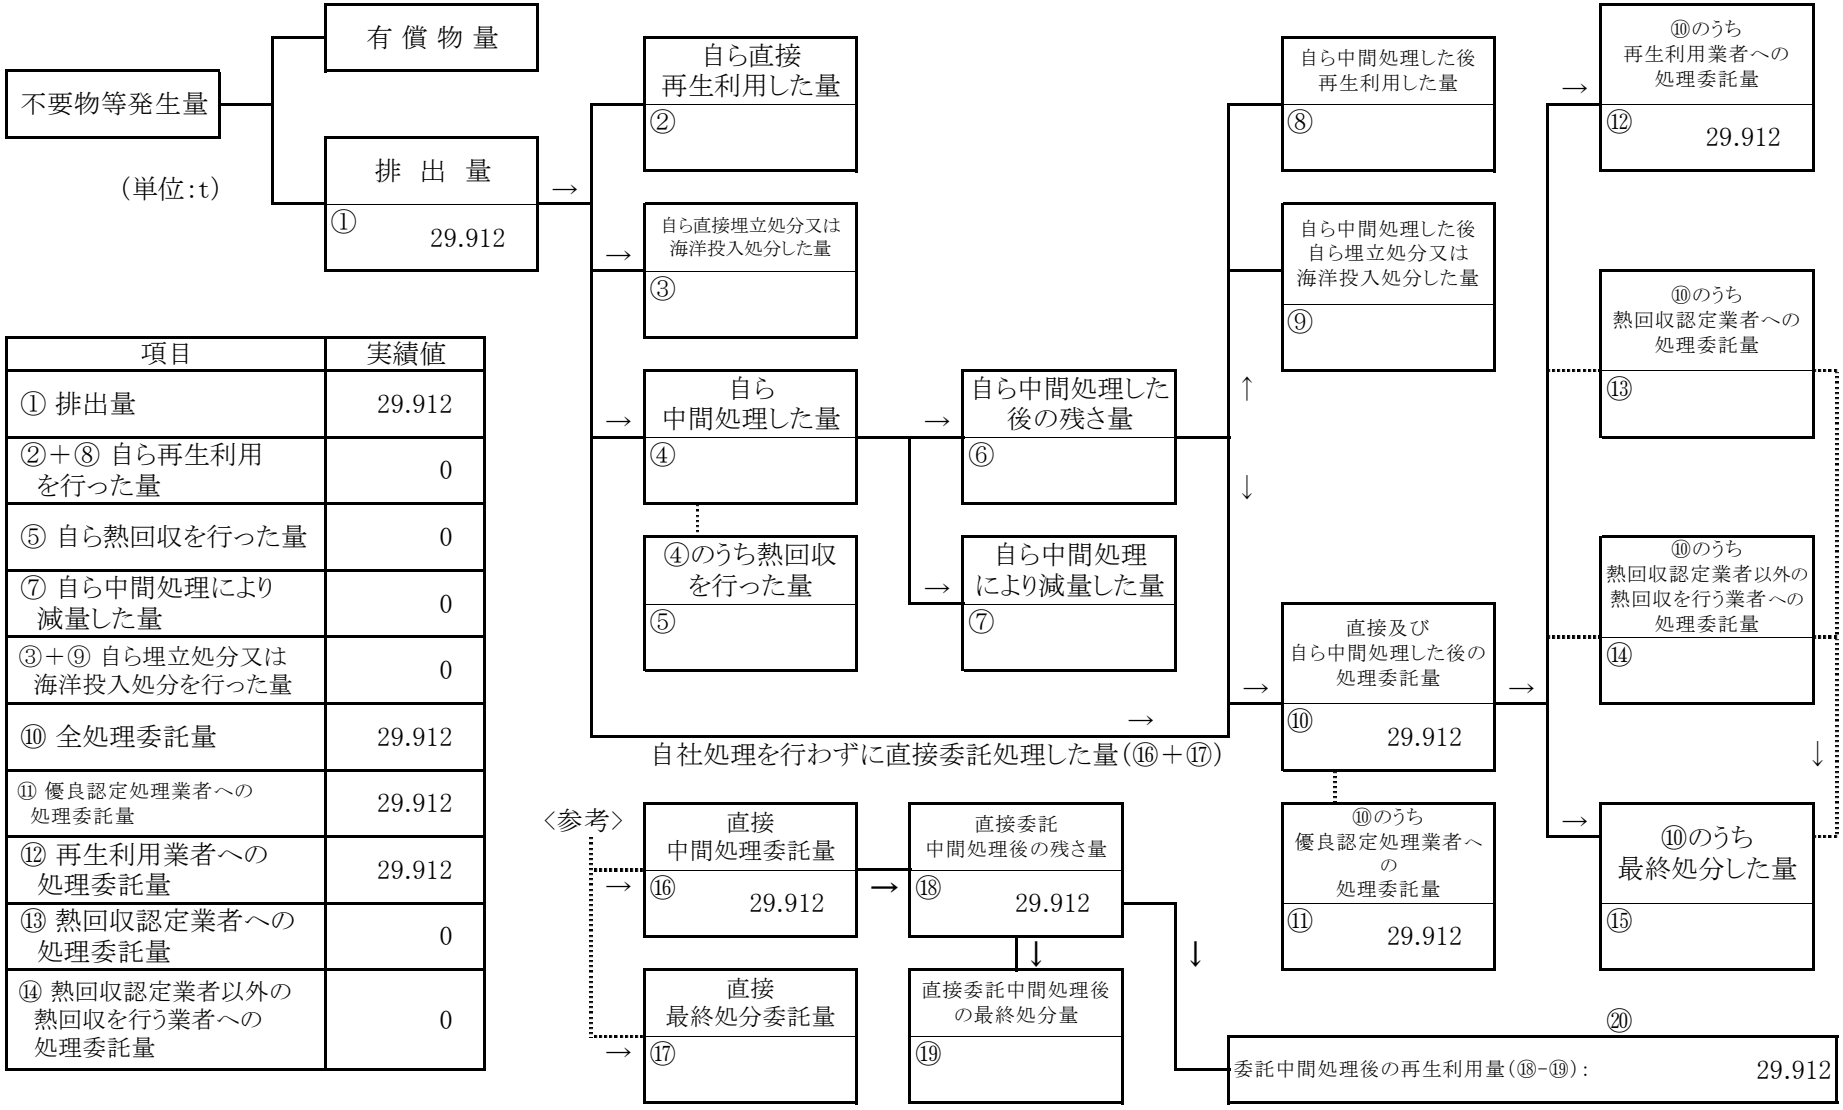 有 償 物 量
不要物等発生量
（単位：t）
排 出 量
①
29.912
→
自ら直接
再生利用した量
②
→
自ら直接埋立処分又は
海洋投入処分した量
③
→
自ら
中間処理した量
④
④のうち熱回収
を行った量
⑤
→
自ら中間処理した
後の残さ量
⑥
→
自ら中間処理
により減量した量
⑦
自ら中間処理した後
再生利用した量
⑧
自ら中間処理した後
自ら埋立処分又は
海洋投入処分した量
⑨
↑
↓
→
自社処理を行わずに直接委託処理した量（⑯＋⑰）
→
直接及び
自ら中間処理した後の
処理委託量
⑩
29.912
⑩のうち
優良認定処理業者へ
の
処理委託量
⑪
29.912
→
→
⑩のうち
再生利用業者への
処理委託量
⑫
29.912
⑩のうち
熱回収認定業者への
処理委託量
⑬
⑩のうち
熱回収認定業者以外の
熱回収を行う業者への
処理委託量
⑭
↓
→
⑩のうち
最終処分した量
⑮
項目 実績値
① 排出量 29.912
②＋⑧ 自ら再生利用
を行った量 0
⑤ 自ら熱回収を行った量 0
⑦ 自ら中間処理により
減量した量 0
③＋⑨ 自ら埋立処分又は
海洋投入処分を行った量 0
⑩ 全処理委託量 29.912
⑪ 優良認定処理業者への
処理委託量 29.912
⑫ 再生利用業者への
処理委託量 29.912
⑬ 熱回収認定業者への
処理委託量 0
⑭ 熱回収認定業者以外の
熱回収を行う業者への
処理委託量 0
〈参考〉
→
直接
中間処理委託量
⑯
29.912
→
直接委託
中間処理後の残さ量
⑱
29.912
→
直接
最終処分委託量
⑰
↓
直接委託中間処理後
の最終処分量
⑲
↓
⑳
委託中間処理後の再生利用量（⑱-⑲）： 29.912